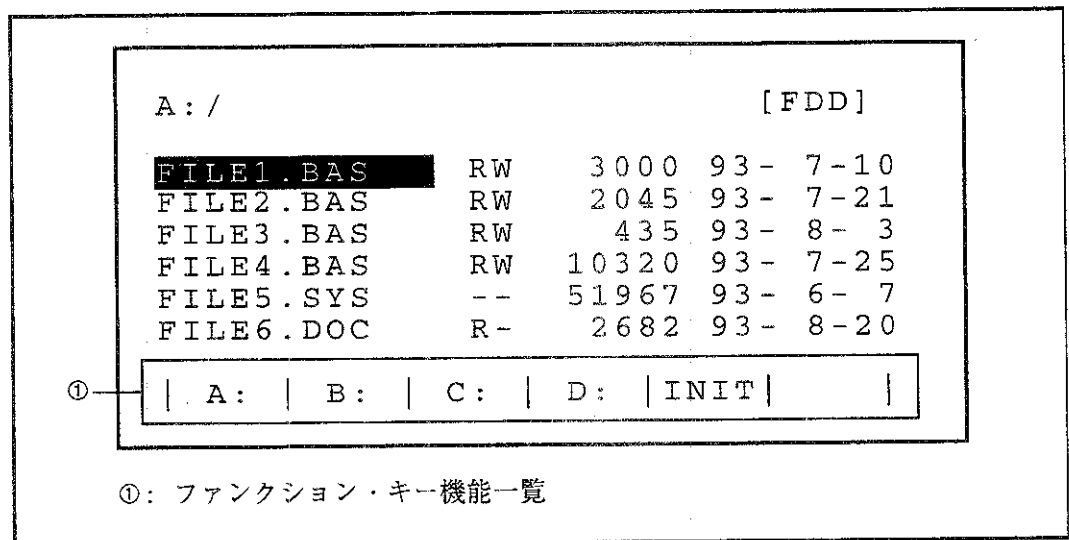 A:/ [FDD]
FILE1.BAS RW 3000 93- 7-10
FILE2.BAS RW 2045 93- 7-21
FILE3.BAS RW 435 93- 8- 3
FILE4.BAS RW 10320 93- 7-25
FILE5.SYS -- 51967 93- 6- 7
FILE6.DOC R- 2682 93- 8-20
① | A: | B: | C: | D: |INIT| |
①: ファンクション・キー機能一覧